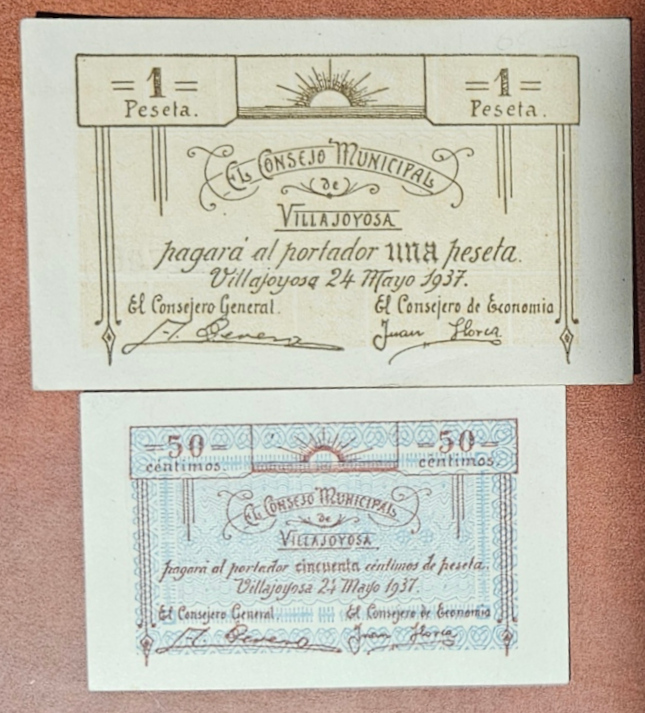 =1= =1=
Peseta. Peseta.
EL CONSEJO MUNICIPAL
de
VILLAJOYOSA
pagará al portador una peseta.
Villajoyosa 24 Mayo 1937.
El Consejero General. El Consejero de Economia
Juan Llorca
=50= =50=
céntimos. céntimos.
EL CONSEJO MUNICIPAL
de
VILLAJOYOSA
pagará al portador cincuenta céntimos de peseta.
Villajoyosa 24 Mayo 1937.
El Consejero General. El Consejero de Economia
Juan Llorca